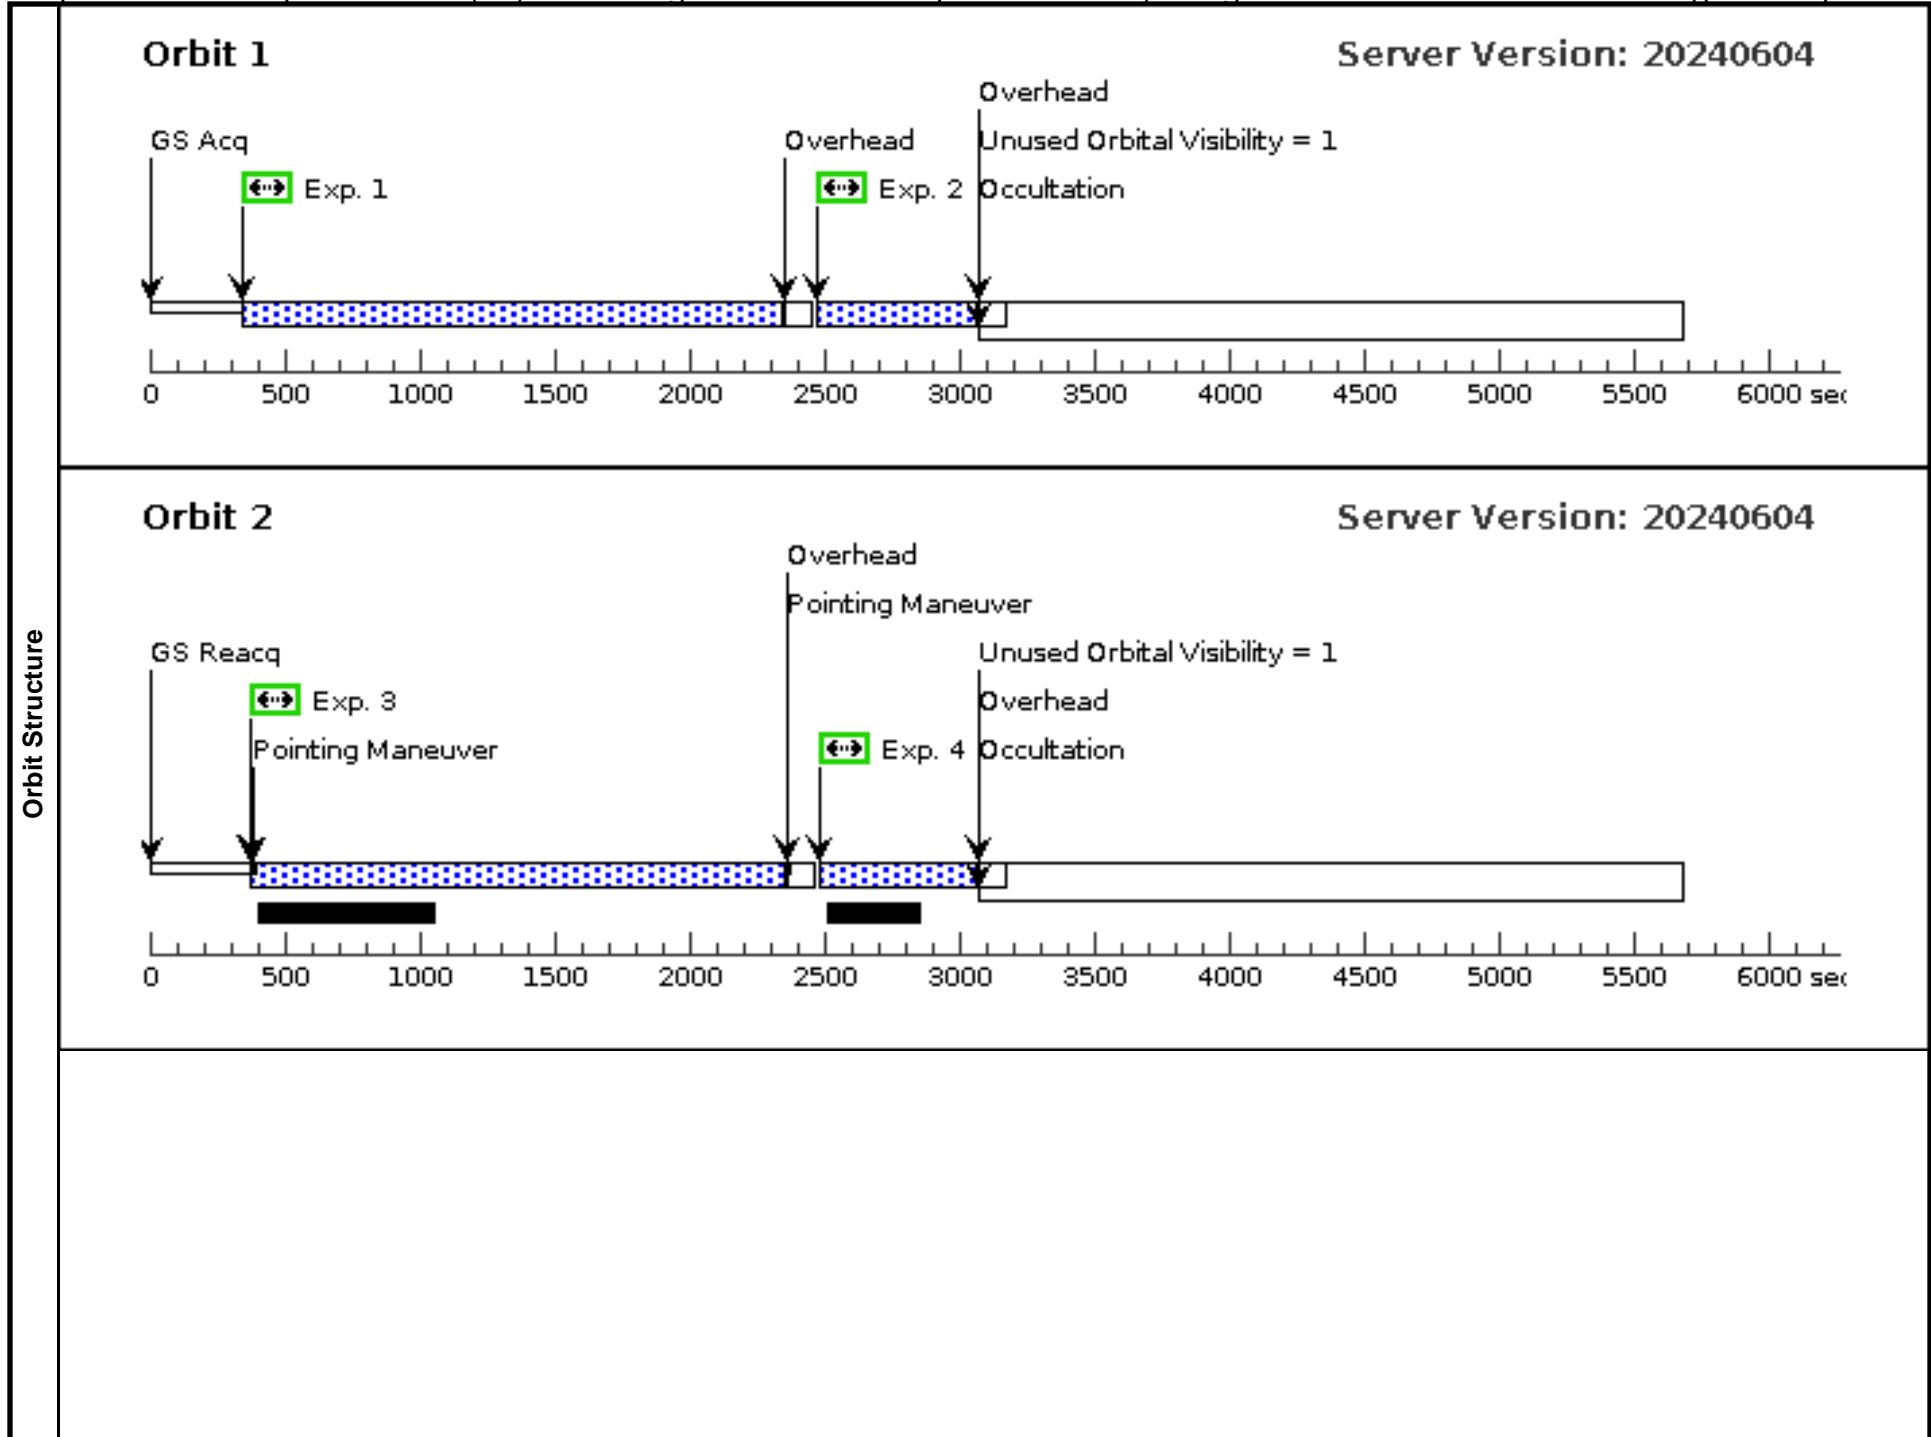 Orbit Structure
Orbit 1
Server Version: 20240604
Overhead
GS Acq
Overhead
Unused Orbital Visibility = 1
Exp. 1
Exp. 2
Occultation
0 500 1000 1500 2000 2500 3000 3500 4000 4500 5000 5500 6000 sec
Orbit 2
Server Version: 20240604
Overhead
Pointing Maneuver
GS Reacq
Unused Orbital Visibility = 1
Exp. 3
Overhead
Pointing Maneuver
Exp. 4
Occultation
0 500 1000 1500 2000 2500 3000 3500 4000 4500 5000 5500 6000 sec